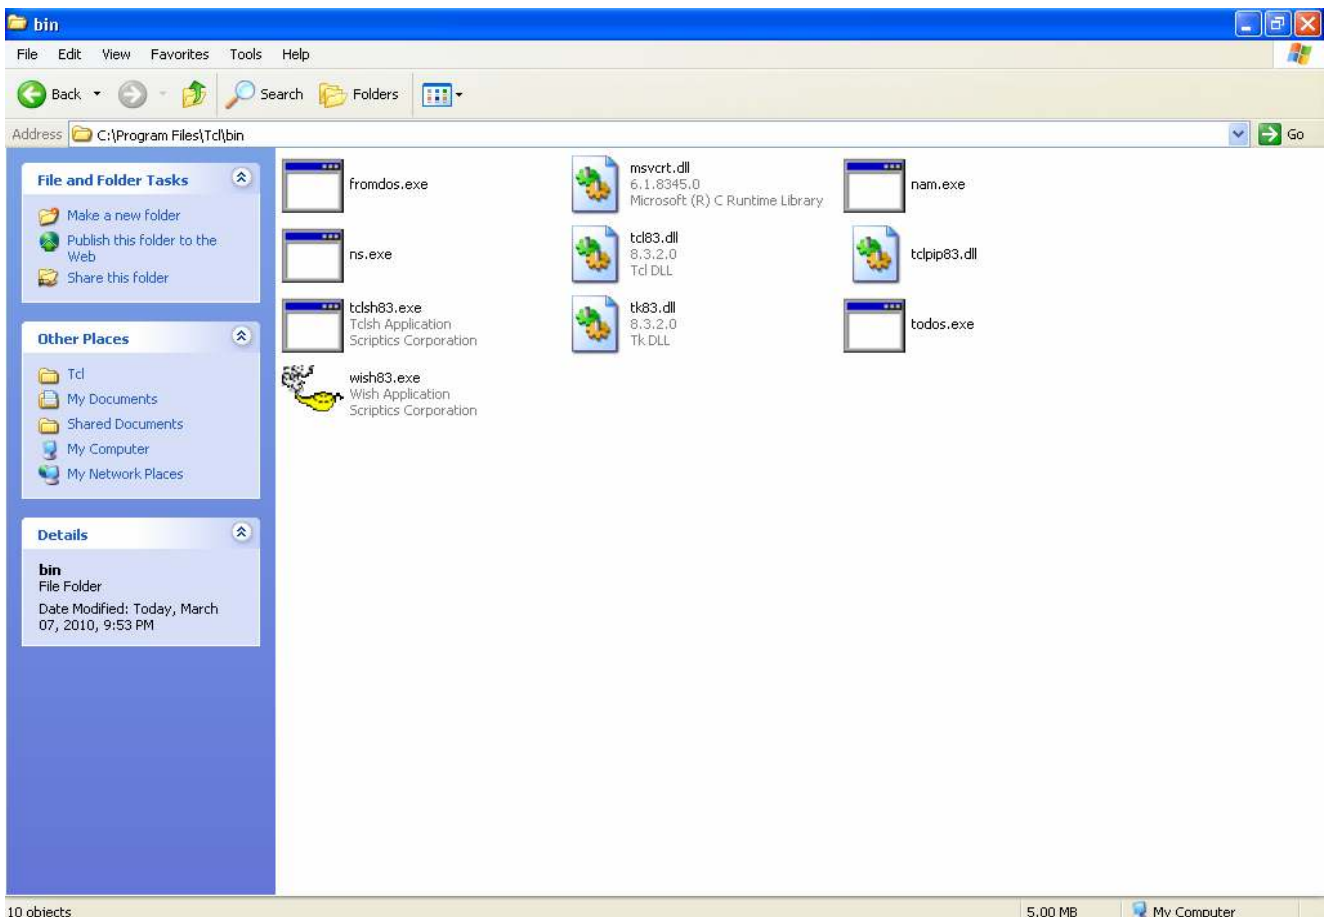 bin
File Edit View Favorites Tools Help
Back Search Folders
Address C:\Program Files\Tcl\bin Go
File and Folder Tasks
Make a new folder
Publish this folder to the
Web
Share this folder
Other Places
Tcl
My Documents
Shared Documents
My Computer
My Network Places
Details
bin
File Folder
Date Modified: Today, March
07, 2010, 9:53 PM
fromdos.exe
msvcrt.dll
6.1.8345.0
Microsoft (R) C Runtime Library
nam.exe
ns.exe
tcl83.dll
8.3.2.0
Tcl DLL
tclpip83.dll
tclsh83.exe
Tclsh Application
Scriptics Corporation
tk83.dll
8.3.2.0
Tk DLL
todos.exe
wish83.exe
Wish Application
Scriptics Corporation
10 objects 5.00 MB My Computer